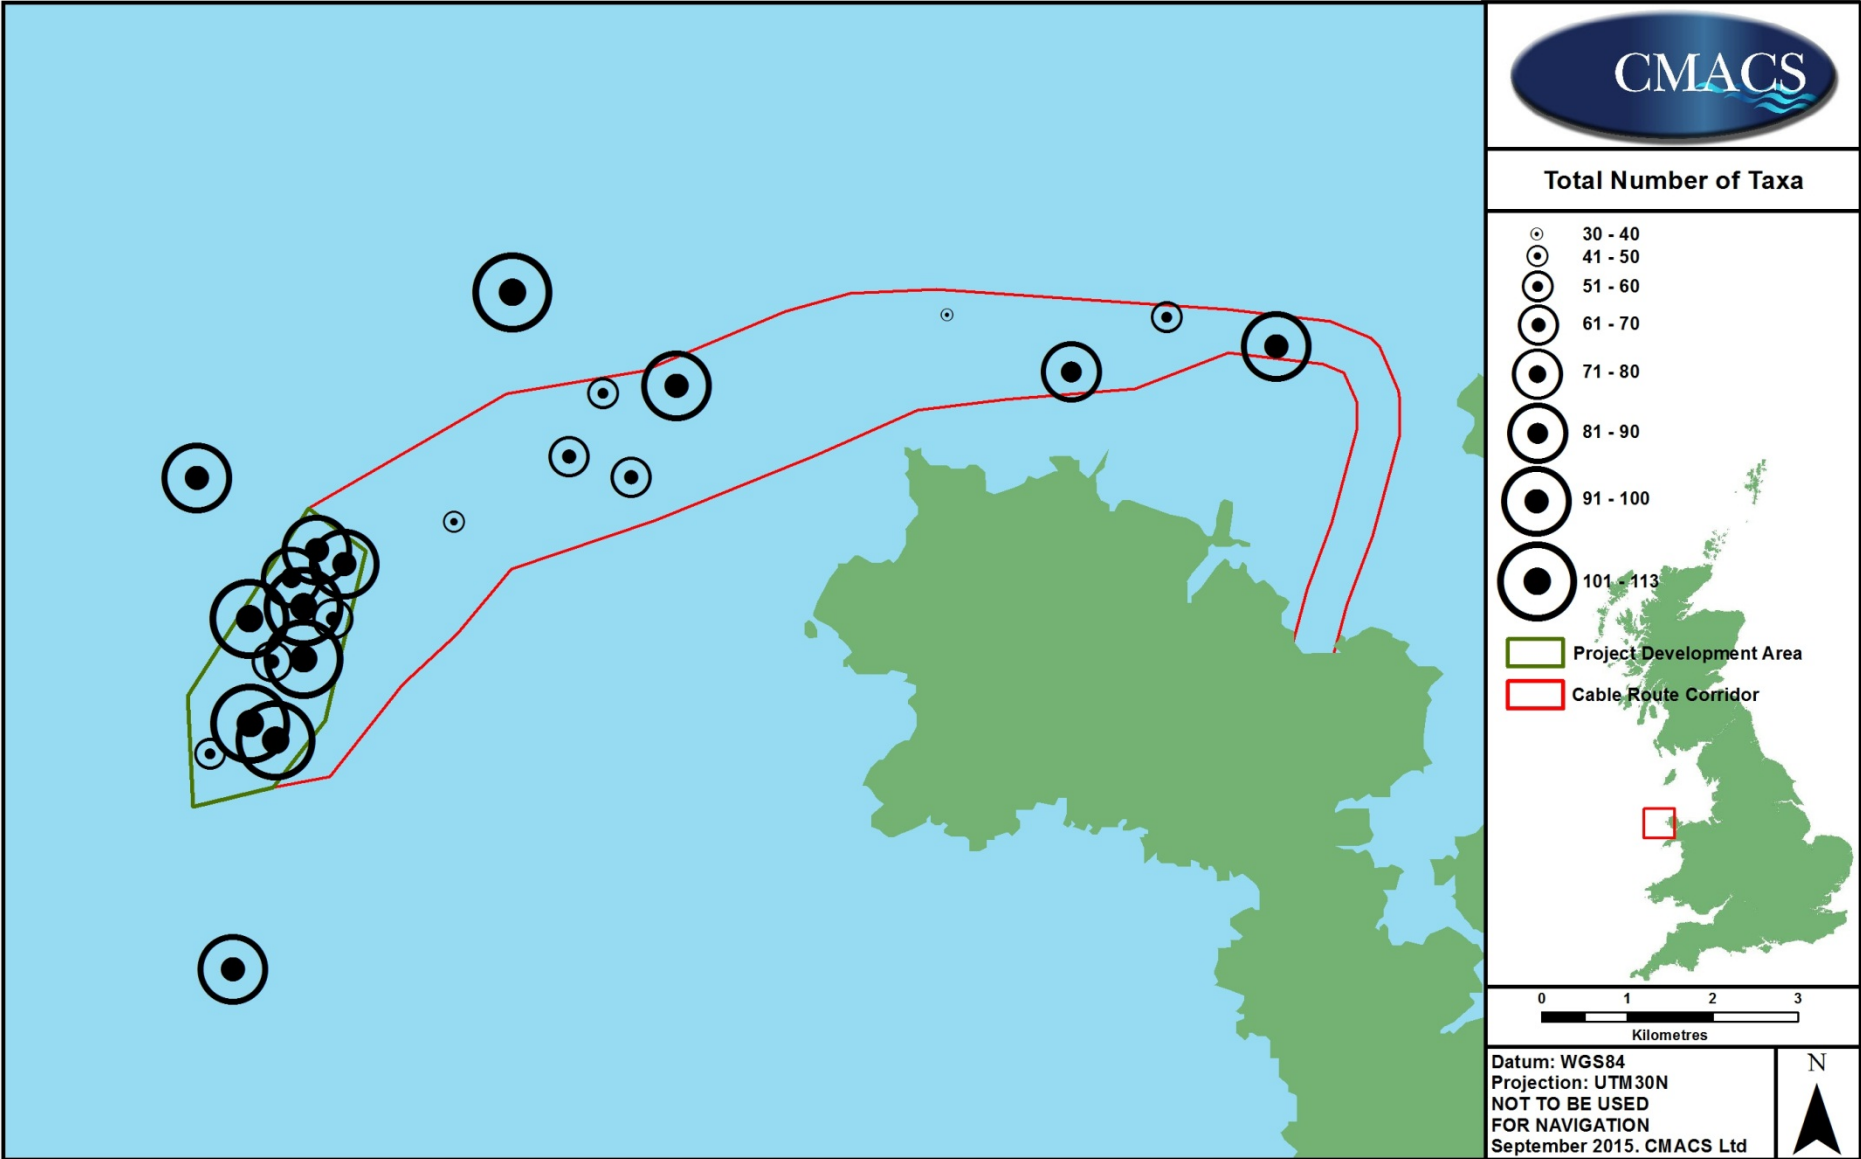 CMACS
Total Number of Taxa
30 - 40
41 - 50
51 - 60
61 - 70
71 - 80
81 - 90
91 - 100
101 - 113
Project Development Area
Cable Route Corridor
0 1 2 3
Kilometres
Datum: WGS84
Projection: UTM30N
NOT TO BE USED
FOR NAVIGATION
September 2015. CMACS Ltd
N